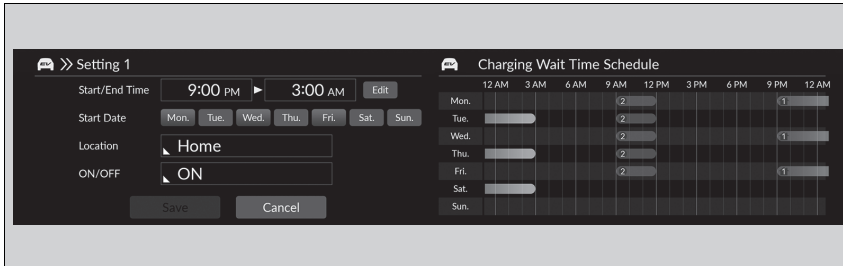 EV Setting 1
Start/End Time 9:00 PM 3:00 AM Edit
Start Date Mon. Tue. Wed. Thu. Fri. Sat. Sun.
Location Home
ON/OFF ON
Save Cancel
EV Charging Wait Time Schedule
12 AM 3 AM 6 AM 9 AM 12 PM 3 PM 6 PM 9 PM 12 AM
Mon. 2 1
Tue. 2
Wed. 2 1
Thu. 2
Fri. 2 1
Sat.
Sun.